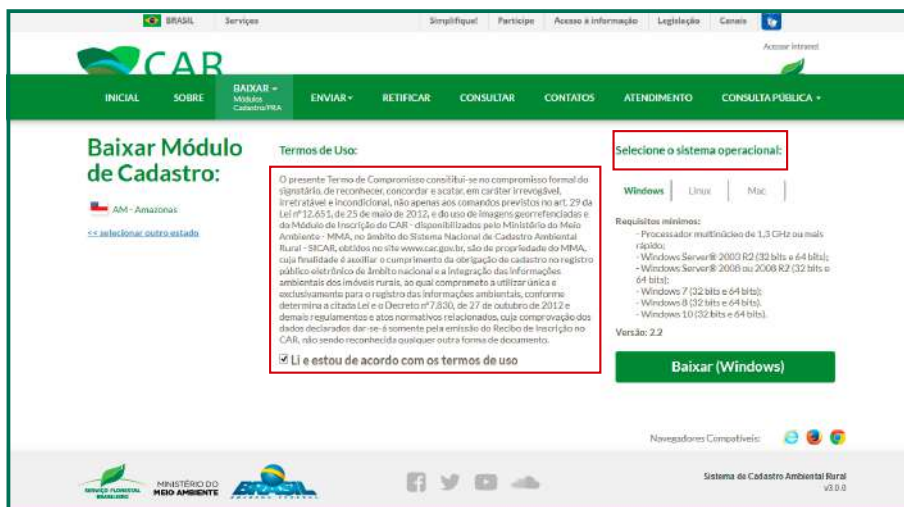 BRASIL Serviços Simplifique! Participe Acesso à informação Legislação Canais
Acessar Intranet
CAR
INICIAL SOBRE BAIXAR ENVIAR RETIFICAR CONSULTAR CONTATOS ATENDIMENTO CONSULTA PÚBLICA
Módulos
Cadastro/PRA
Baixar Módulo
de Cadastro:
AM - Amazonas
<< selecionar outro estado
Termos de Uso:
O presente Termo de Compromisso consititui-se no compromisso formal do
signatário, de reconhecer, concordar e acatar, em caráter irrevogável,
irretratável e incondicional, não apenas aos comandos previstos no art. 29 da
Lei nº 12.651, de 25 de maio de 2012, e do uso de imagens georreferenciadas e
do Módulo de Inscrição do CAR - disponibilizados pelo Ministério do Meio
Ambiente - MMA, no âmbito do Sistema Nacional de Cadastro Ambiental
Rural - SICAR, obtidos no site www.car.gov.br, são de propriedade do MMA,
cuja finalidade é auxiliar o cumprimento da obrigação de cadastro no registro
público eletrônico de âmbito nacional e a integração das informações
ambientais dos imóveis rurais, ao qual comprometo a utilizar única e
exclusivamente para o registro das informações ambientais, conforme
determina a citada Lei e o Decreto nº7.830, de 27 de outubro de 2012 e
demais regulamentos e atos normativos relacionados, cuja comprovação dos
dados declarados dar-se-á somente pela emissão do Recibo de Inscrição no
CAR, não sendo reconhecida qualquer outra forma de documento.
Li e estou de acordo com os termos de uso
Selecione o sistema operacional:
Windows Linux Mac
Requisitos mínimos:
- Processador multinúcleo de 1,3 GHz ou mais
rápido;
- Windows Server® 2003 R2 (32 bits e 64 bits);
- Windows Server® 2008 ou 2008 R2 (32 bits e
64 bits);
- Windows 7 (32 bits e 64 bits);
- Windows 8 (32 bits e 64 bits).
- Windows 10 (32 bits e 64 bits).
Versão: 2.2
Baixar (Windows)
Navegadores Compatíveis:
SERVIÇO FLORESTAL
BRASILEIRO
MINISTÉRIO DO
MEIO AMBIENTE
BRASIL
GOVERNO FEDERAL
Sistema de Cadastro Ambiental Rural
v3.0.0